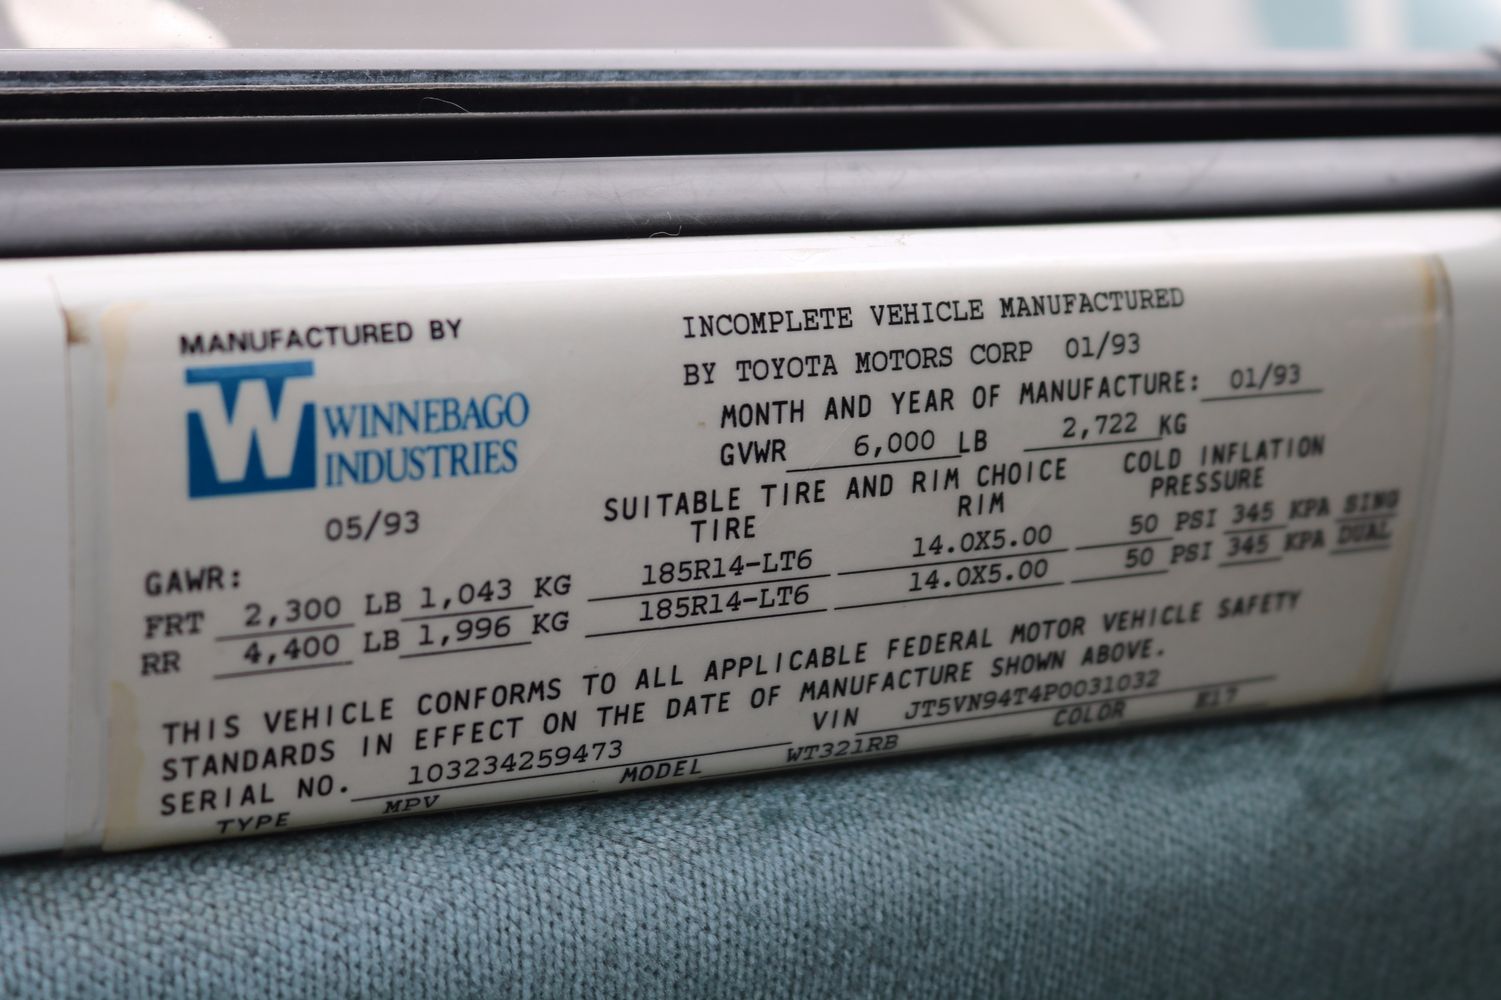 MANUFACTURED BY
W WINNEBAGO
INDUSTRIES
05/93
INCOMPLETE VEHICLE MANUFACTURED
BY TOYOTA MOTORS CORP 01/93
MONTH AND YEAR OF MANUFACTURE: 01/93
GVWR 6,000 LB 2,722 KG
SUITABLE TIRE AND RIM CHOICE
TIRE RIM
COLD INFLATION
PRESSURE
GAWR:
FRT 2,300 LB 1,043 KG 185R14-LT6 14.0X5.00 50 PSI 345 KPA SING
RR 4,400 LB 1,996 KG 185R14-LT6 14.0X5.00 50 PSI 345 KPA DUAL
THIS VEHICLE CONFORMS TO ALL APPLICABLE FEDERAL MOTOR VEHICLE SAFETY
STANDARDS IN EFFECT ON THE DATE OF MANUFACTURE SHOWN ABOVE.
SERIAL NO. 103234259473 VIN JT5VN94T4P0031032
TYPE MPV MODEL WT321RB COLOR